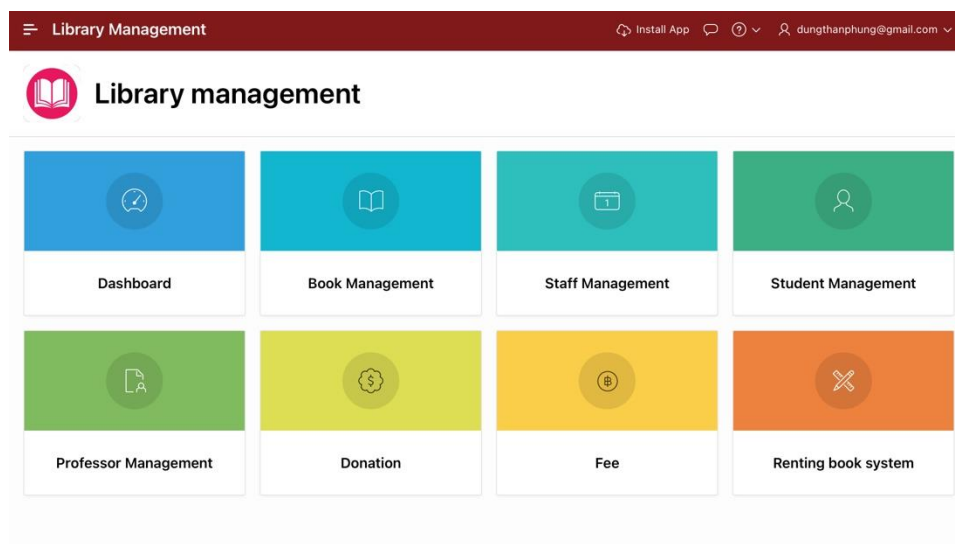 Library Management
Install App
dungthanphung@gmail.com
Library management
Dashboard
Book Management
1
Staff Management
Student Management
Professor Management
$
Donation
฿
Fee
Renting book system